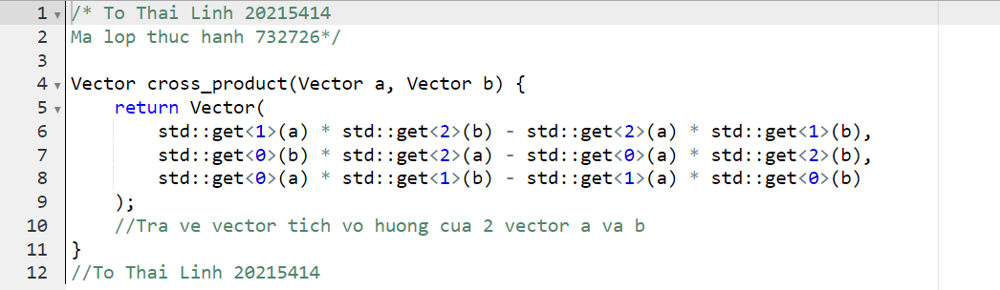 1 /* To Thai Linh 20215414
2 Ma lop thuc hanh 732726*/
3
4 Vector cross_product(Vector a, Vector b) {
5     return Vector(
6         std::get<1>(a) * std::get<2>(b) - std::get<2>(a) * std::get<1>(b),
7         std::get<0>(b) * std::get<2>(a) - std::get<0>(a) * std::get<2>(b),
8         std::get<0>(a) * std::get<1>(b) - std::get<1>(a) * std::get<0>(b)
9     );
10     //Tra ve vector tich vo huong cua 2 vector a va b
11 }
12 //To Thai Linh 20215414